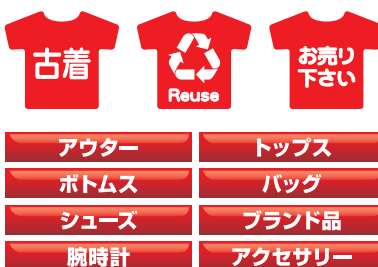 古着
Reuse
お売り
下さい
アウター
トップス
ボトムス
バッグ
シューズ
ブランド品
腕時計
アクセサリー